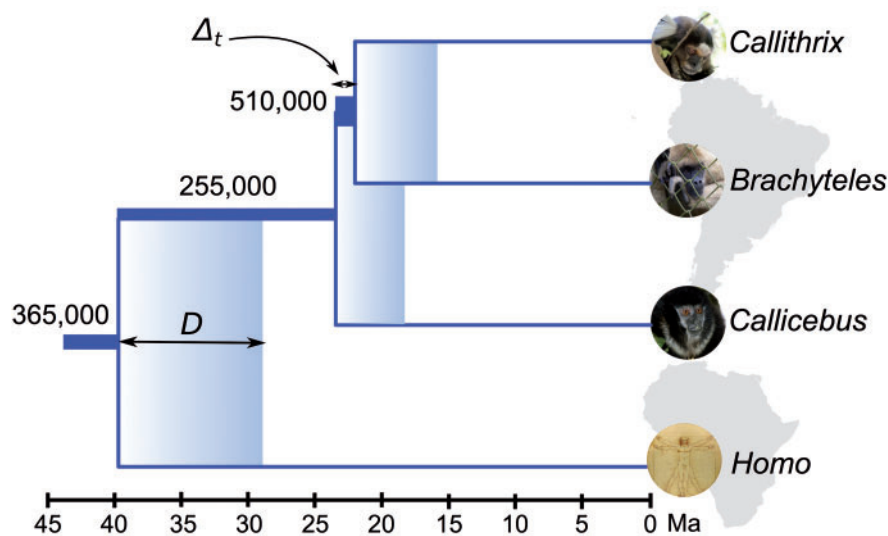 Δt
Callithrix
510,000
Brachyteles
255,000
365,000
D
Callicebus
Homo
45 40 35 30 25 20 15 10 5 0 Ma